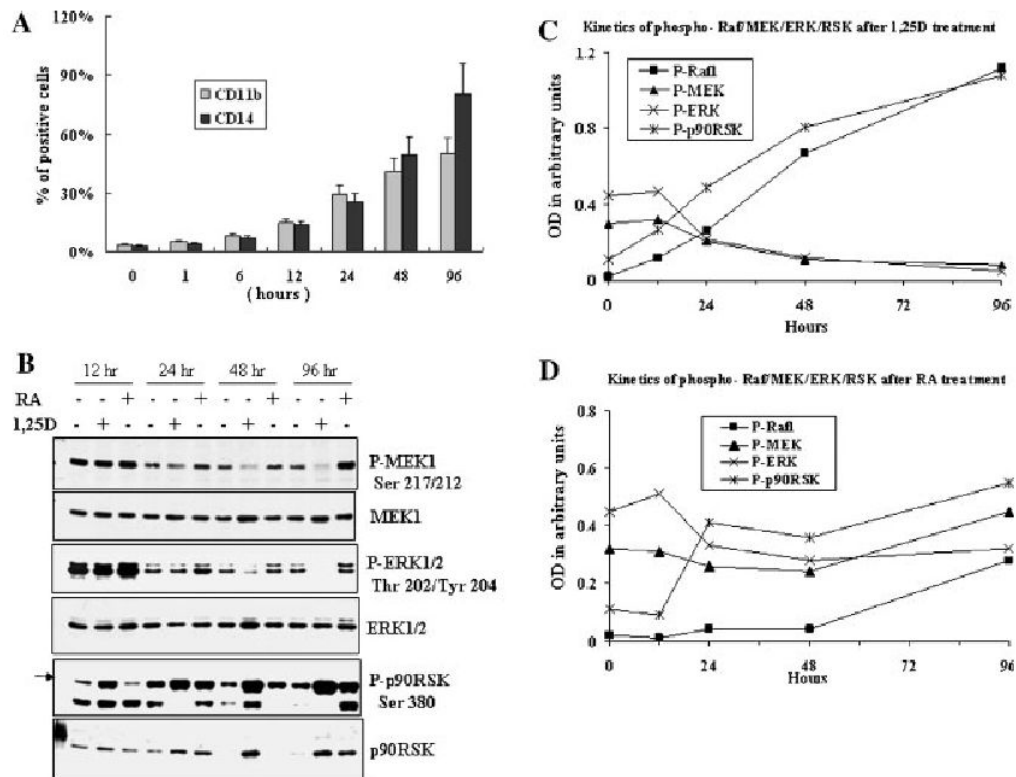 A
120%
90%
60%
30%
0%
% of positive cells
CD11b
CD14
0 1 6 12 24 48 96
( hours )
B
12 hr 24 hr 48 hr 96 hr
RA - - + - - + - - + - - +
1,25D - + - - + - - + - - + -
P-MEK1
Ser 217/212
MEK1
P-ERK1/2
Thr 202/Tyr 204
ERK1/2
P-p90RSK
Ser 380
p90RSK
C
Kinetics of phospho- Raf/MEK/ERK/RSK after 1,25D treatment
1.2
0.8
0.4
0
OD in arbitrary units
P-Raf1
P-MEK
P-ERK
P-p90RSK
0 24 48 72 96
Hours
D
Kinetics of phospho- Raf/MEK/ERK/RSK after RA treatment
0.8
0.6
0.4
0.2
0
OD in arbitrary units
P-Raf1
P-MEK
P-ERK
P-p90RSK
0 24 48 72 96
Hours